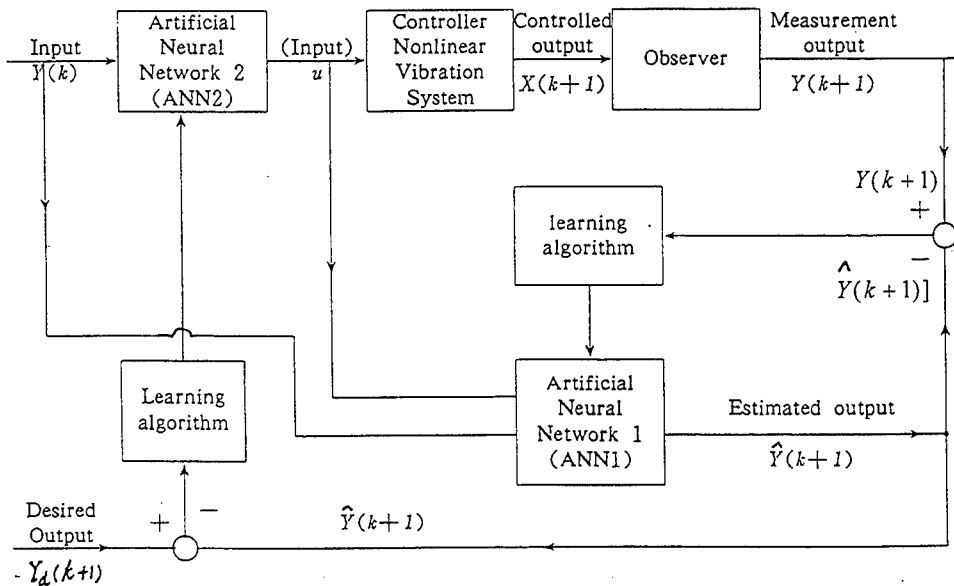 Input
Y(k)
Artificial
Neural
Network 2
(ANN2)
(Input)
u
Controller
Nonlinear
Vibration
System
Controlled
output
X(k+1)
Observer
Measurement
output
Y(k+1)
Y(k+1)
+
−
Ŷ(k+1)]
learning
algorithm
Learning
algorithm
Artificial
Neural
Network 1
(ANN1)
Estimated output
Ŷ(k+1)
Desired
Output
- Y_d(k+1)
+
−
Ŷ(k+1)